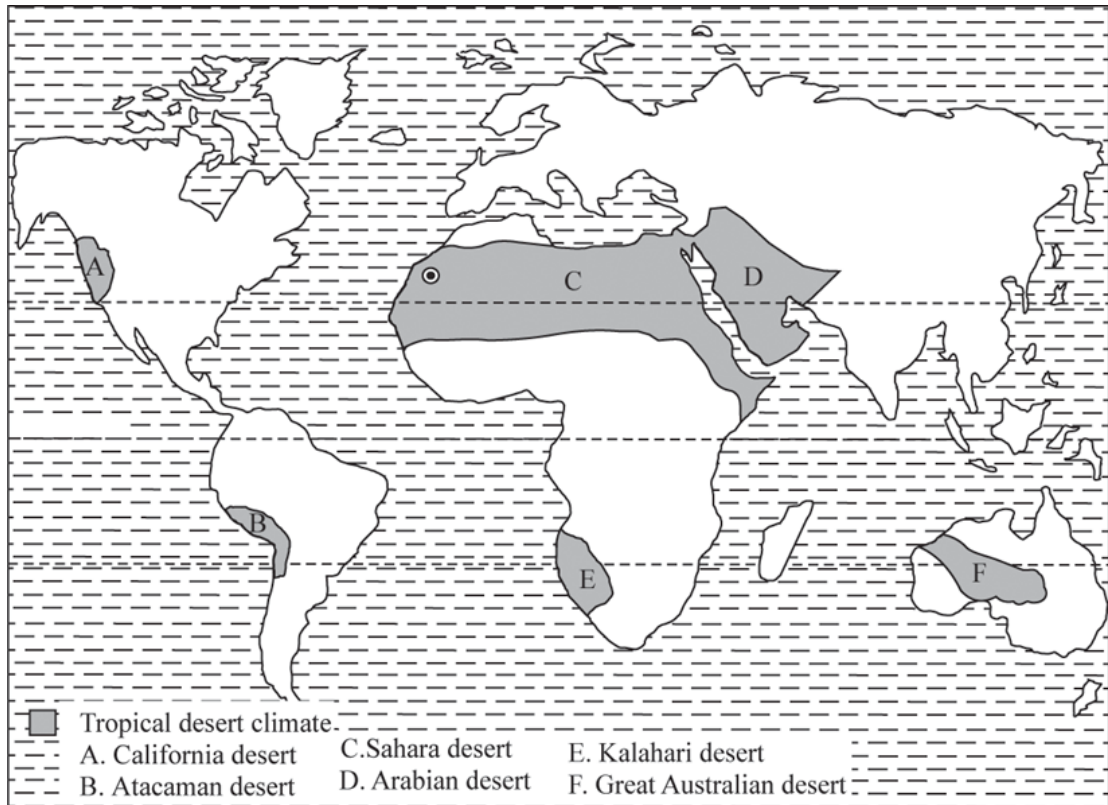 A
C
D
B
E
F
Tropical desert climate
A. California desert C.Sahara desert E. Kalahari desert
B. Atacaman desert D. Arabian desert F. Great Australian desert